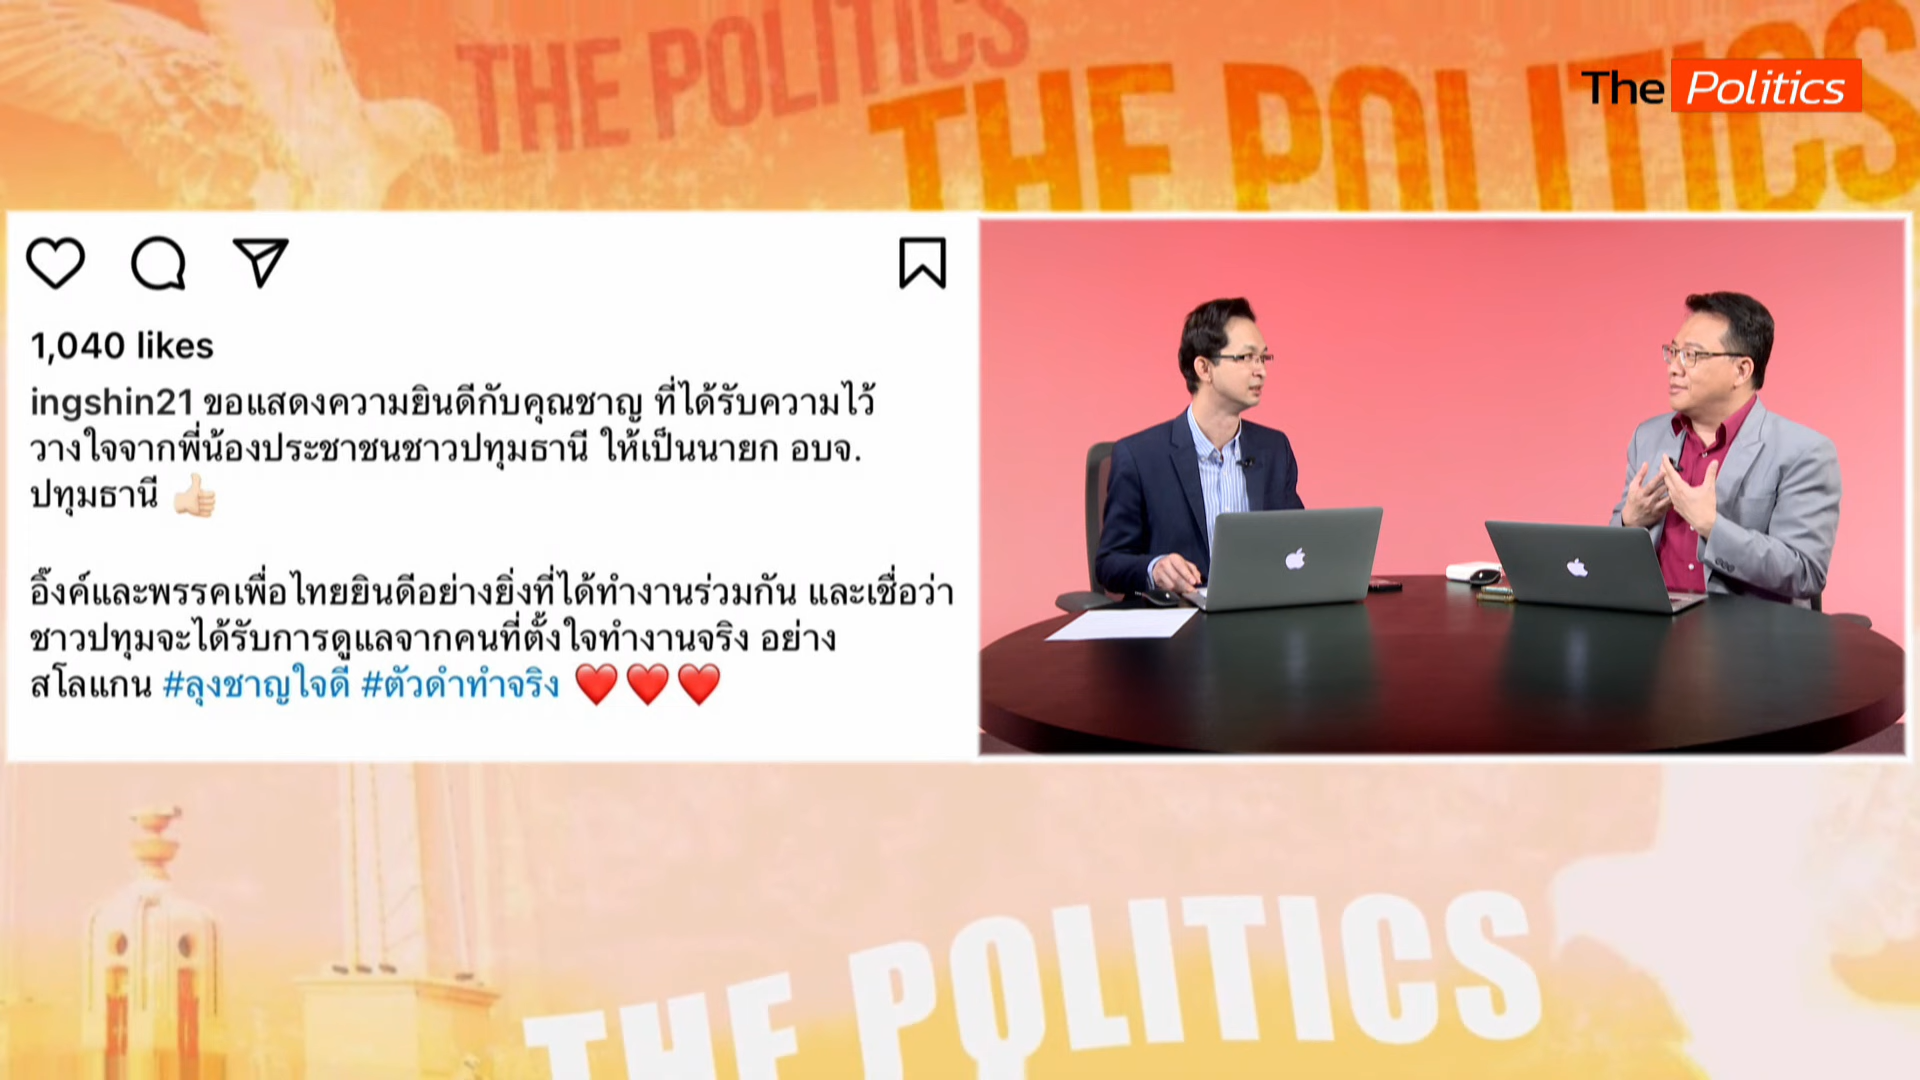 THE POLITICS
THE POLITICS
The Politics
1,040 likes
ingshin21 ขอแสดงความยินดีกับคุณชาญ ที่ได้รับความไว้
วางใจจากพี่น้องประชาชนชาวปทุมธานี ให้เป็นนายก อบจ.
ปทุมธานี 👍🏻
อิ๊งค์และพรรคเพื่อไทยยินดีอย่างยิ่งที่ได้ทำงานร่วมกัน และเชื่อว่า
ชาวปทุมจะได้รับการดูแลจากคนที่ตั้งใจทำงานจริง อย่าง
สโลแกน #ลุงชาญใจดี #ตัวดำทำจริง ❤️❤️❤️
THE POLITICS